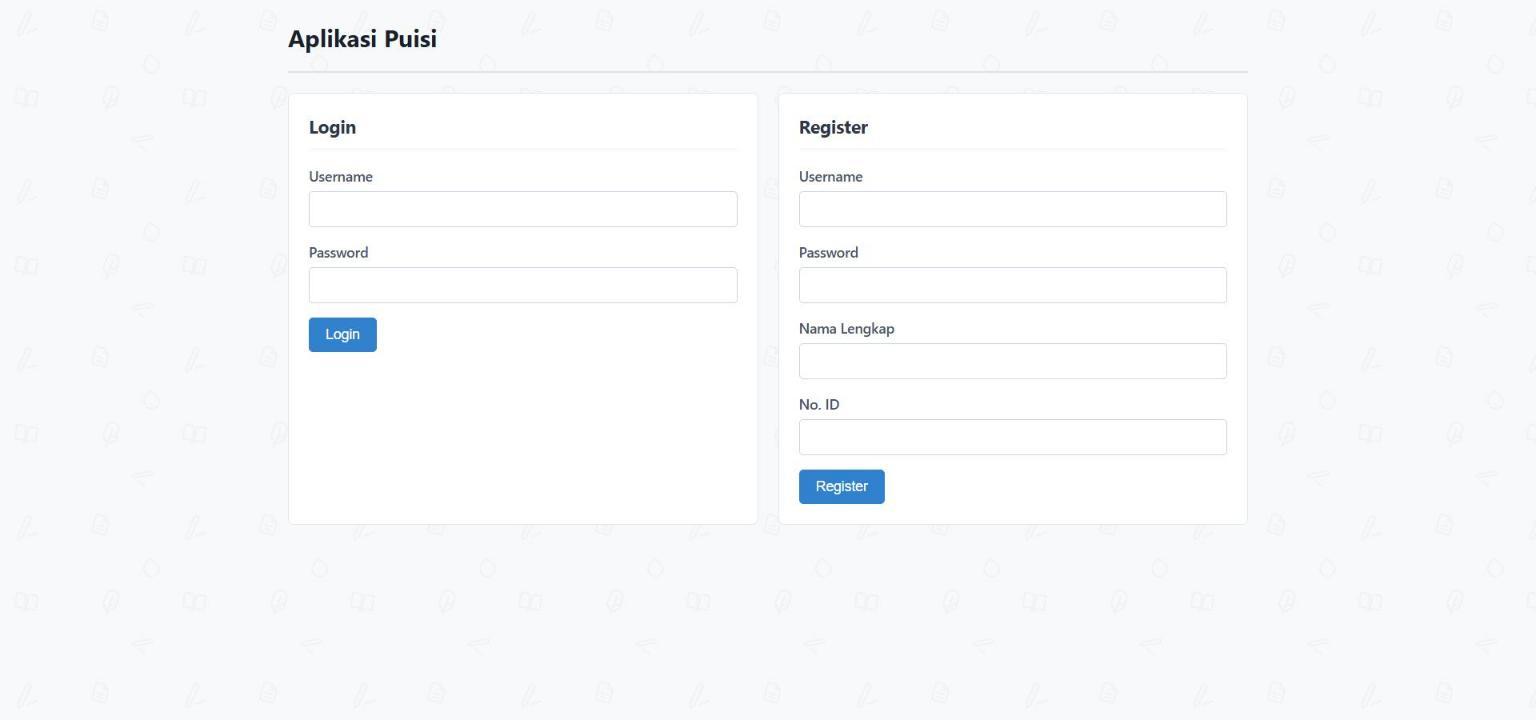 Aplikasi Puisi
Login
Username
Password
Login
Register
Username
Password
Nama Lengkap
No. ID
Register